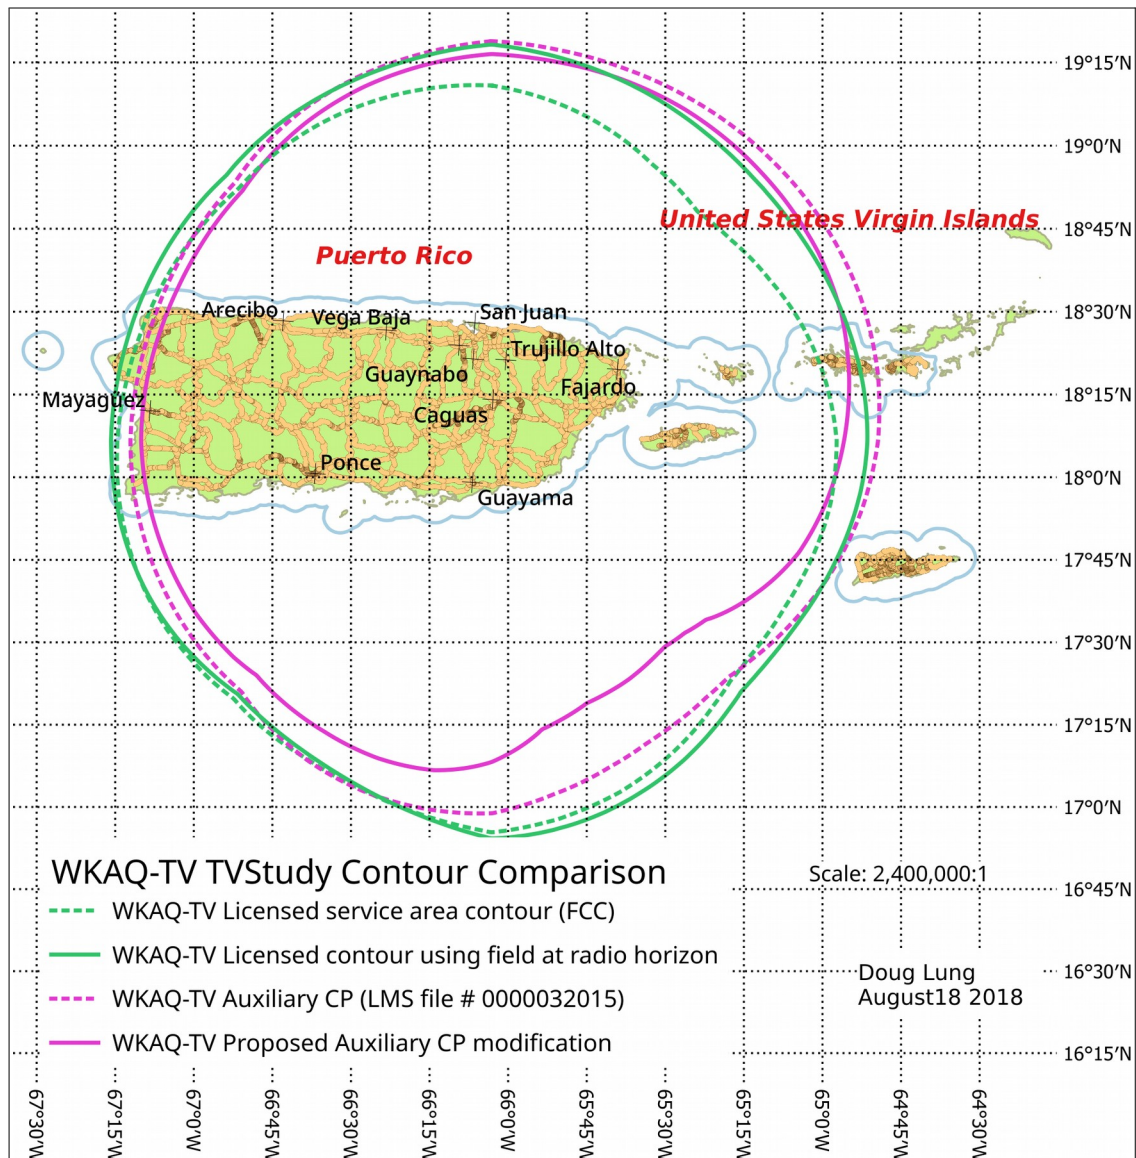 19°15'N
19°0'N
United States Virgin Islands
18°45'N
Puerto Rico
18°30'N
Arecibo
Vega Baja
San Juan
Trujillo Alto
Guaynabo
Fajardo
18°15'N
Mayaguez
Caguas
Ponce
18°0'N
Guayama
17°45'N
17°30'N
17°15'N
17°0'N
WKAQ-TV TVStudy Contour Comparison
Scale: 2,400,000:1
16°45'N
WKAQ-TV Licensed service area contour (FCC)
WKAQ-TV Licensed contour using field at radio horizon
Doug Lung
16°30'N
August18 2018
WKAQ-TV Auxiliary CP (LMS file # 0000032015)
WKAQ-TV Proposed Auxiliary CP modification
16°15'N
67°30'W
67°15'W
67°0'W
66°45'W
66°30'W
66°15'W
66°0'W
65°45'W
65°30'W
65°15'W
65°0'W
64°45'W
64°30'W